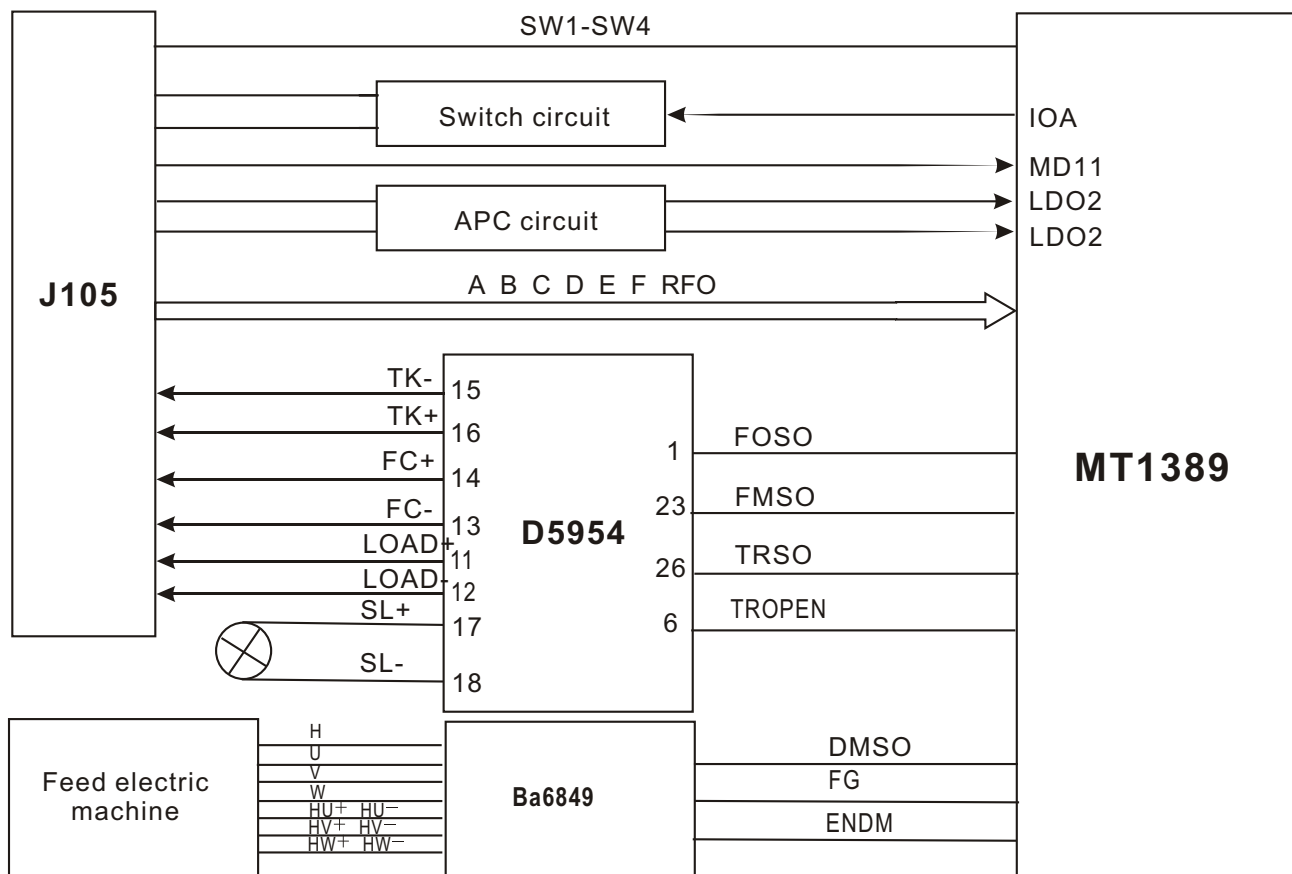 SW1-SW4
Switch circuit
IOA
MD11
LDO2
APC circuit
LDO2
J105
A B C D E F RFO
TK- 15
TK+ 16
FC+ 14
FC- 13
LOAD+ 11
LOAD- 12
SL+ 17
SL- 18
D5954
1 FOSO
23 FMSO
26 TRSO
6 TROPEN
MT1389
Feed electric
machine
H
U
V
W
HU+ HU-
HV+ HV-
HW+ HW-
Ba6849
DMSO
FG
ENDM